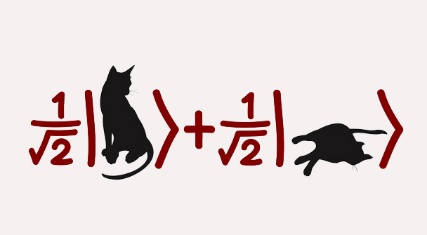 1/√2 | ⟩ + 1/√2 | ⟩